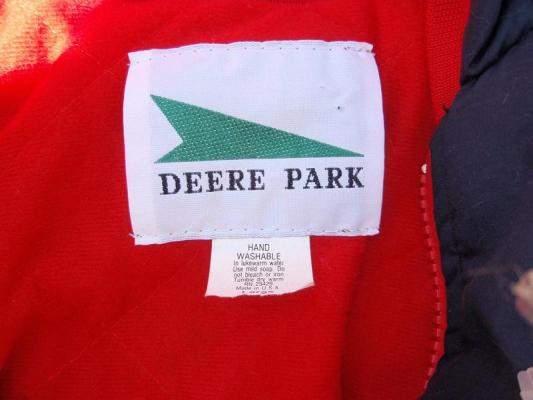 DEERE PARK
HAND
WASHABLE
In lukewarm water
Use mild soap. Do
not bleach or iron
Tumble dry warm
RN 25429
Made in U.S.A.